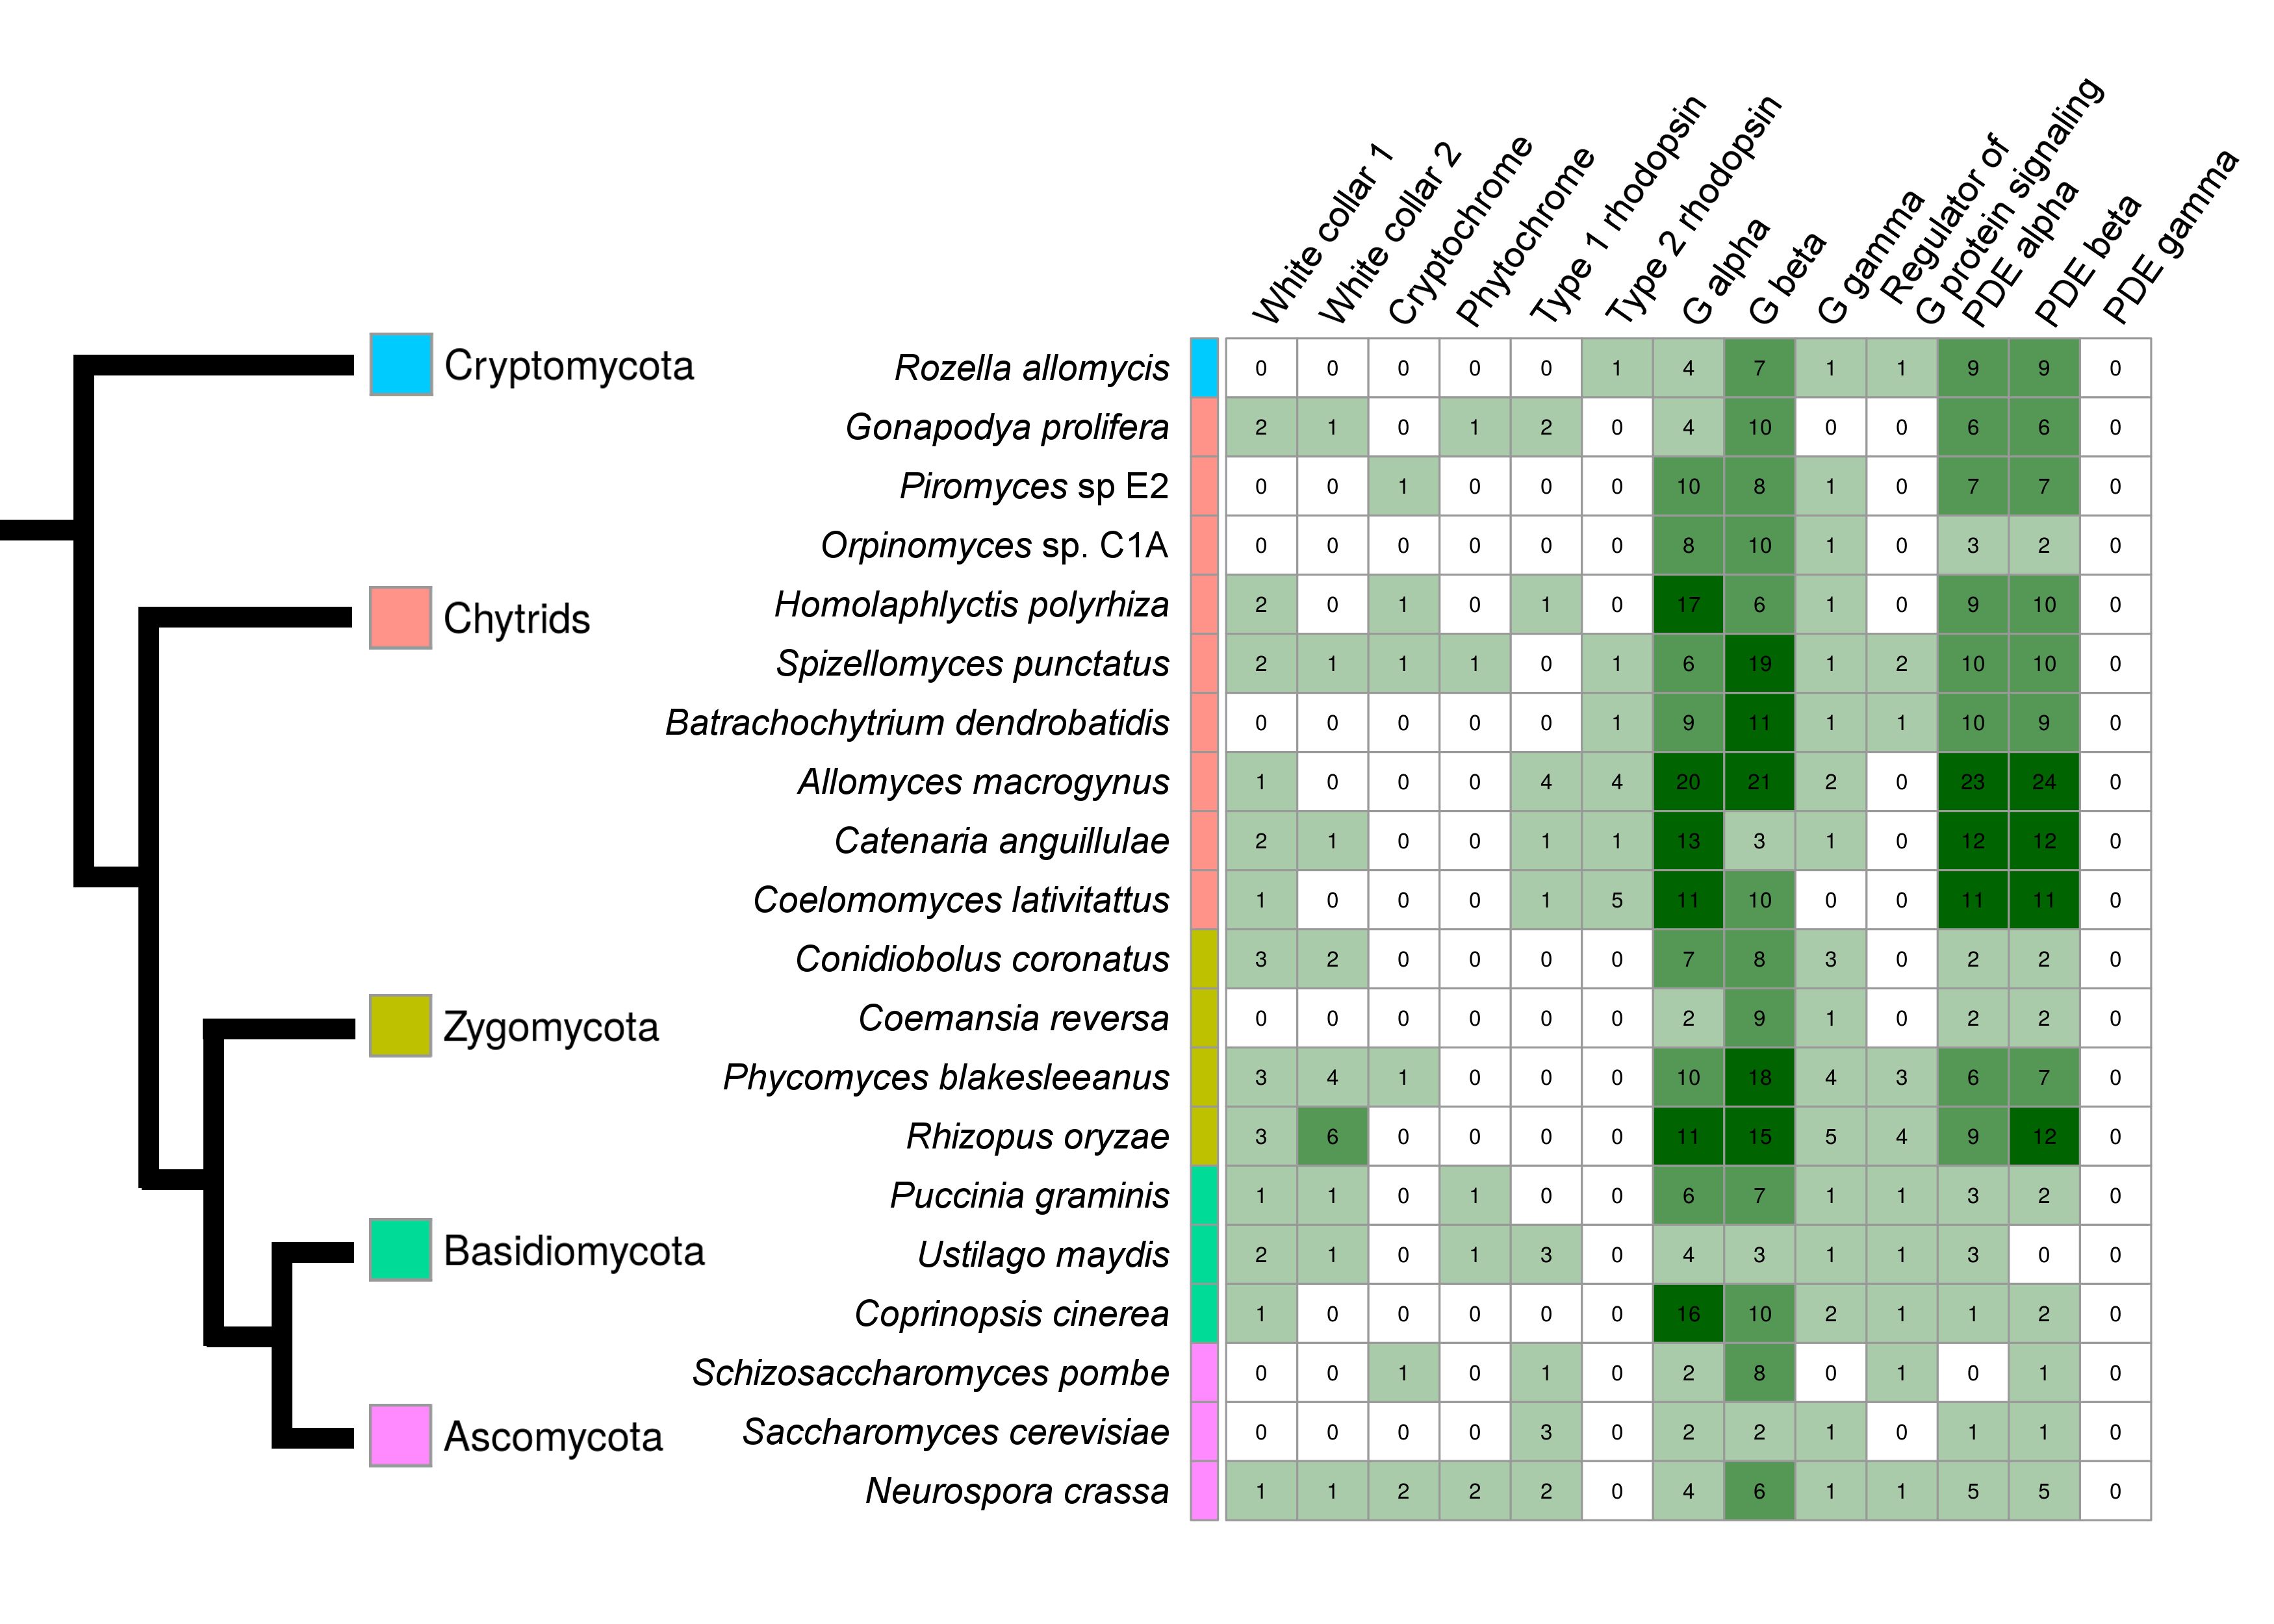 White collar 1
White collar 2
Cryptochrome
Phytochrome
Type 1 rhodopsin
Type 2 rhodopsin
G alpha
G beta
G gamma
Regulator of
G protein signaling
PDE alpha
PDE beta
PDE gamma
Cryptomycota
Chytrids
Zygomycota
Basidiomycota
Ascomycota
Rozella allomycis 0 0 0 0 0 1 4 7 1 1 9 9 0
Gonapodya prolifera 2 1 0 1 2 0 4 10 0 0 6 6 0
Piromyces sp E2 0 0 1 0 0 0 10 8 1 0 7 7 0
Orpinomyces sp. C1A 0 0 0 0 0 0 8 10 1 0 3 2 0
Homolaphlyctis polyrhiza 2 0 1 0 1 0 17 6 1 0 9 10 0
Spizellomyces punctatus 2 1 1 1 0 1 6 19 1 2 10 10 0
Batrachochytrium dendrobatidis 0 0 0 0 0 1 9 11 1 1 10 9 0
Allomyces macrogynus 1 0 0 0 4 4 20 21 2 0 23 24 0
Catenaria anguillulae 2 1 0 0 1 1 13 3 1 0 12 12 0
Coelomomyces lativitattus 1 0 0 0 1 5 11 10 0 0 11 11 0
Conidiobolus coronatus 3 2 0 0 0 0 7 8 3 0 2 2 0
Coemansia reversa 0 0 0 0 0 0 2 9 1 0 2 2 0
Phycomyces blakesleeanus 3 4 1 0 0 0 10 18 4 3 6 7 0
Rhizopus oryzae 3 6 0 0 0 0 11 15 5 4 9 12 0
Puccinia graminis 1 1 0 1 0 0 6 7 1 1 3 2 0
Ustilago maydis 2 1 0 1 3 0 4 3 1 1 3 0 0
Coprinopsis cinerea 1 0 0 0 0 0 16 10 2 1 1 2 0
Schizosaccharomyces pombe 0 0 1 0 1 0 2 8 0 1 0 1 0
Saccharomyces cerevisiae 0 0 0 0 3 0 2 2 1 0 1 1 0
Neurospora crassa 1 1 2 2 2 0 4 6 1 1 5 5 0